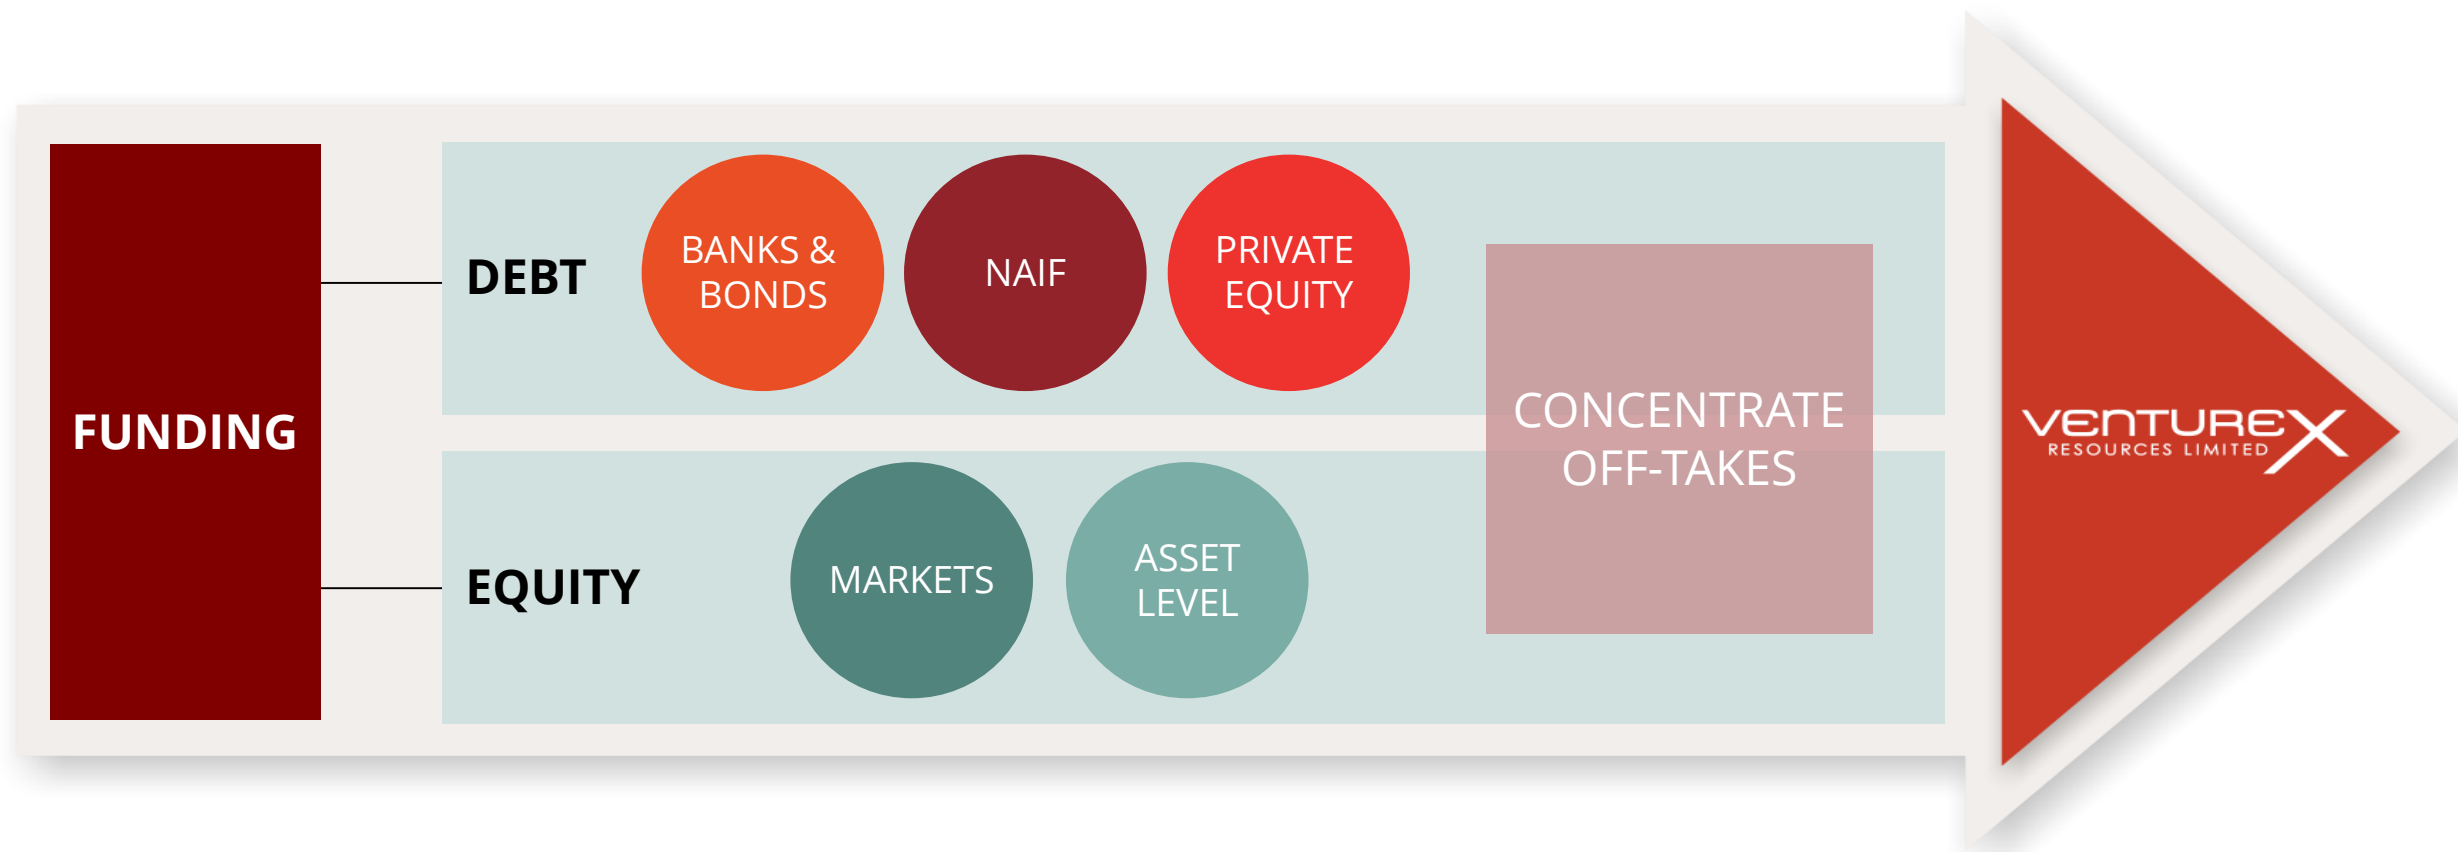 FUNDING
DEBT
BANKS &
BONDS
NAIF
PRIVATE
EQUITY
EQUITY
MARKETS
ASSET
LEVEL
CONCENTRATE
OFF-TAKES
VENTUREX
RESOURCES LIMITED